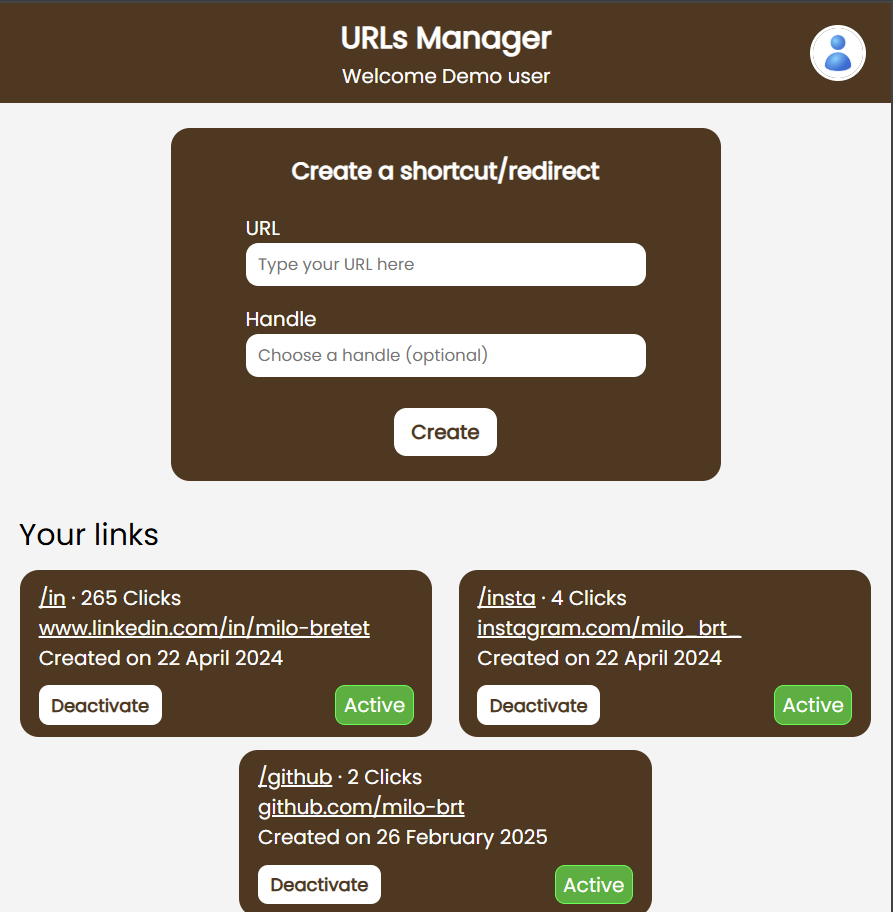 URLs Manager
Welcome Demo user
Create a shortcut/redirect
URL
Type your URL here
Handle
Choose a handle (optional)
Create
Your links
/in · 265 Clicks
www.linkedin.com/in/milo-bretet
Created on 22 April 2024
Deactivate
Active
/insta · 4 Clicks
instagram.com/milo_brt_
Created on 22 April 2024
Deactivate
Active
/github · 2 Clicks
github.com/milo-brt
Created on 26 February 2025
Deactivate
Active